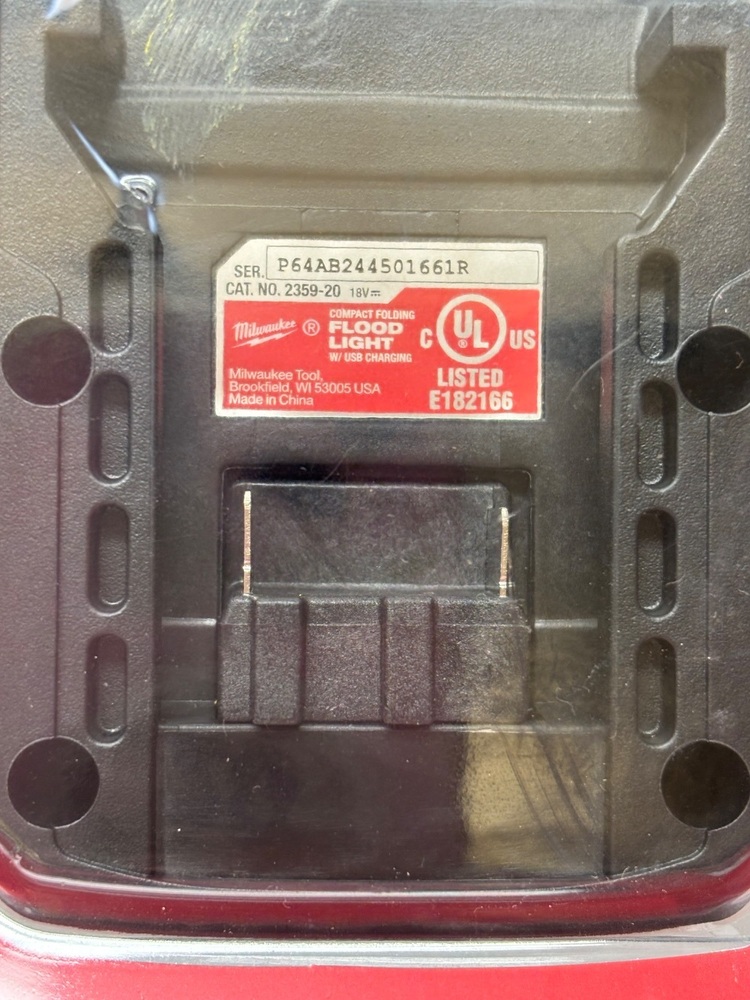 SER. P64AB244501661R
CAT. NO. 2359-20 18V⎓
Milwaukee ®
COMPACT FOLDING
FLOOD
LIGHT
W/ USB CHARGING
C UL ® US
LISTED
E182166
Milwaukee Tool,
Brookfield, WI 53005 USA
Made in China